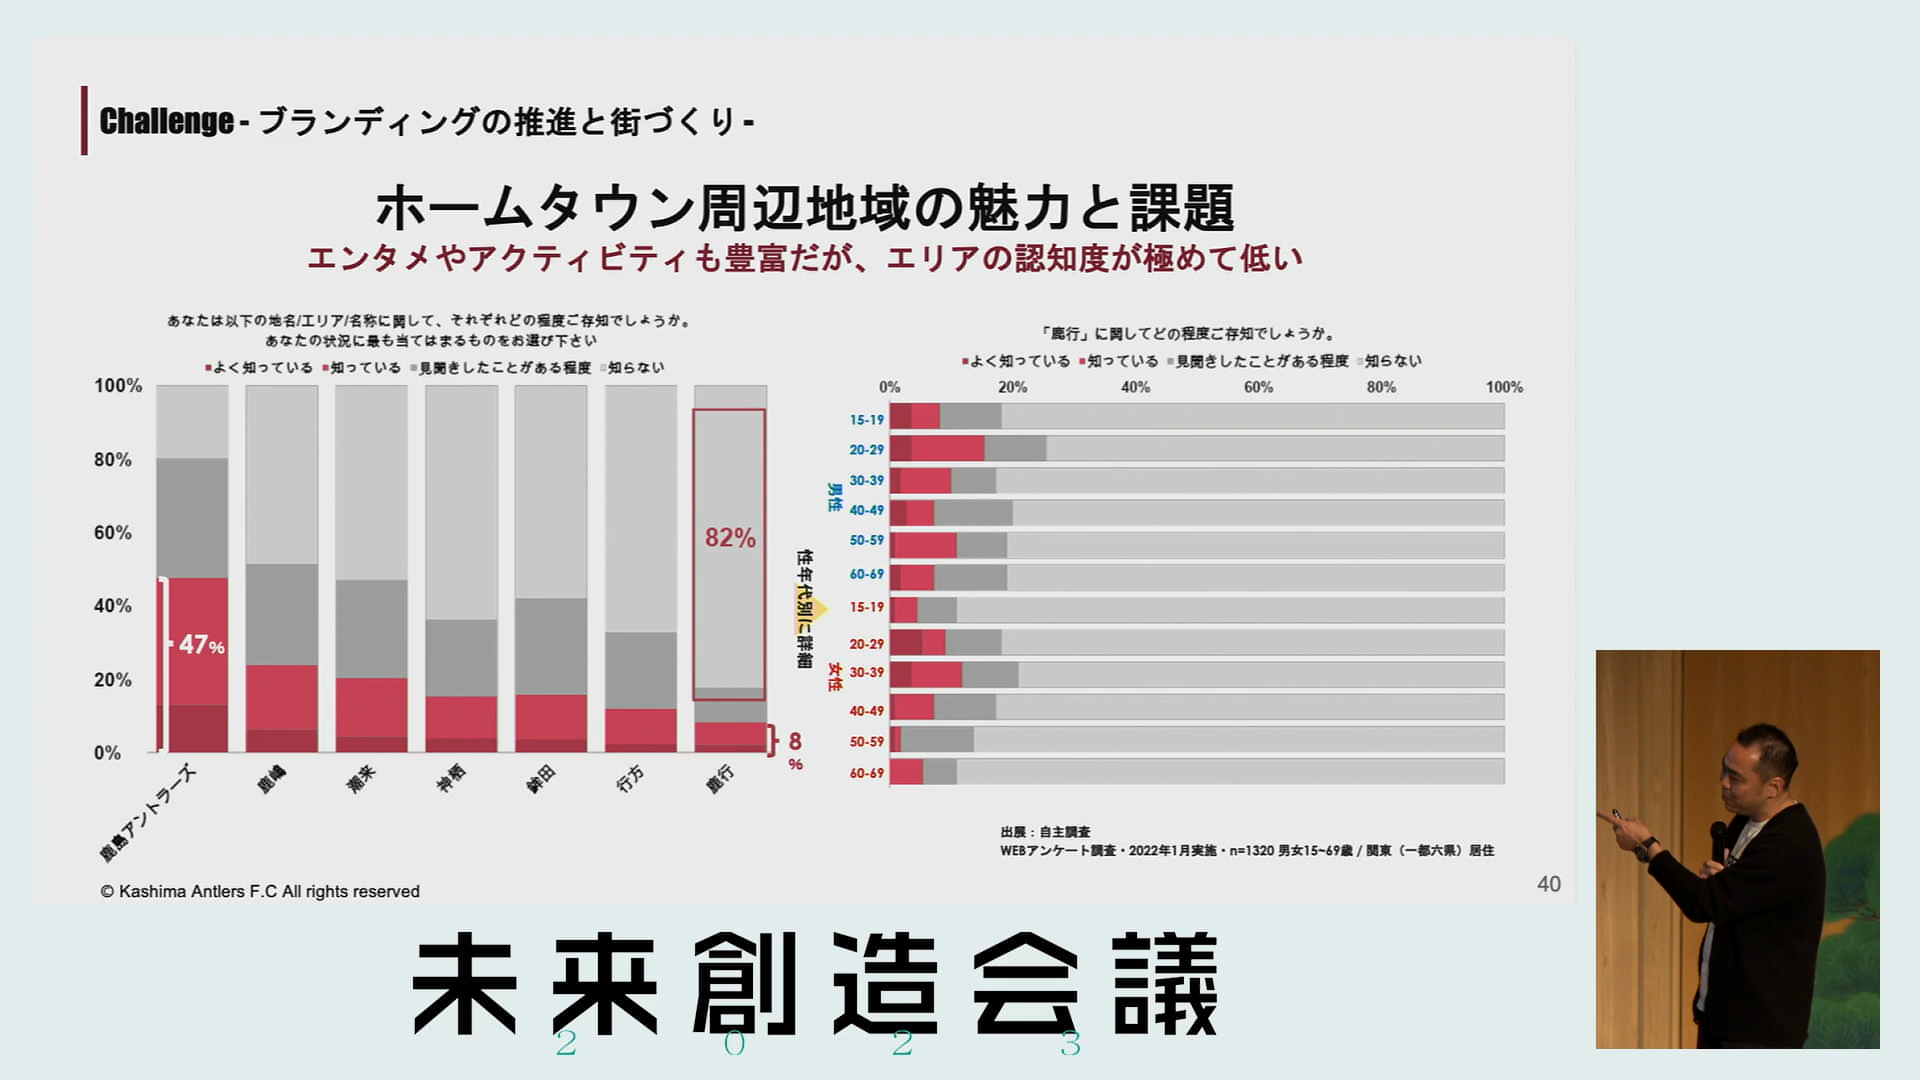 Challenge - ブランディングの推進と街づくり -
ホームタウン周辺地域の魅力と課題
エンタメやアクティビティも豊富だが、エリアの認知度が極めて低い
あなたは以下の地名/エリア/名称に関して、それぞれどの程度ご存知でしょうか。
あなたの状況に最も当てはまるものをお選び下さい
よく知っている 知っている 見聞きしたことがある程度 知らない
100%
80%
60%
40%
20%
0%
47%
82%
8
%
鹿島アントラーズ
鹿嶋
潮来
神栖
鉾田
行方
鹿行
性年代別に詳細
「鹿行」に関してどの程度ご存知でしょうか。
よく知っている 知っている 見聞きしたことがある程度 知らない
0% 20% 40% 60% 80% 100%
男性
15-19
20-29
30-39
40-49
50-59
60-69
女性
15-19
20-29
30-39
40-49
50-59
60-69
出展：自主調査
WEBアンケート調査・2022年1月実施・n=1320 男女15~69歳 / 関東（一都六県）居住
© Kashima Antlers F.C All rights reserved
40
未来創造会議
2023